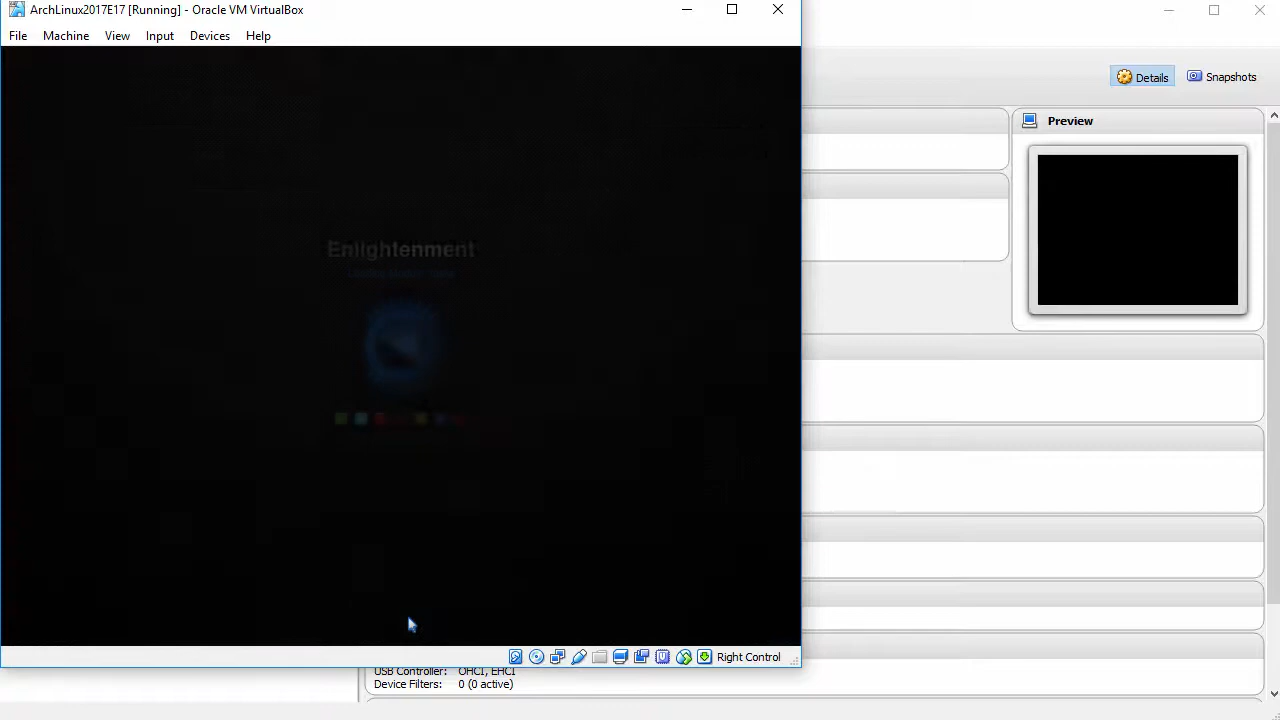 ArchLinux2017E17 [Running] - Oracle VM VirtualBox
File Machine View Input Devices Help
Details Snapshots
Preview
Enlightenment
Right Control
USB Controller: OHCI, EHCI
Device Filters: 0 (0 active)